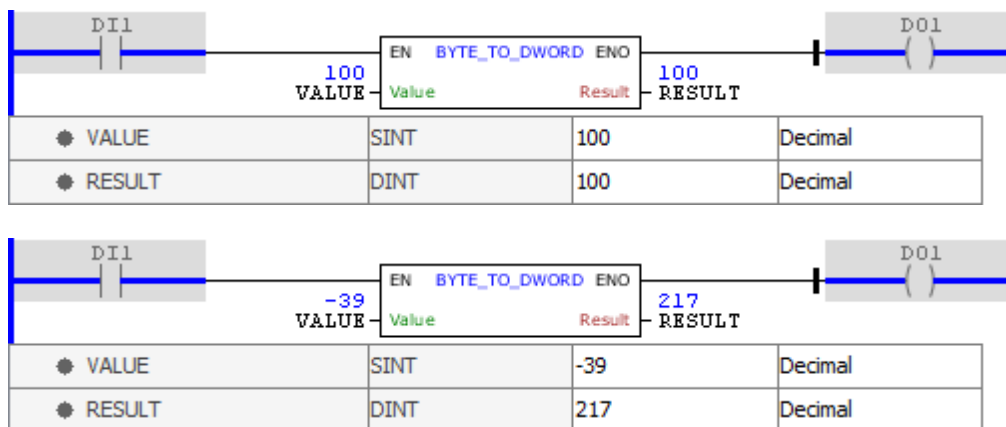 DI1 DO1
EN BYTE_TO_DWORD ENO
100 100
VALUE Value Result RESULT
VALUE SINT 100 Decimal
RESULT DINT 100 Decimal
DI1 DO1
EN BYTE_TO_DWORD ENO
-39 217
VALUE Value Result RESULT
VALUE SINT -39 Decimal
RESULT DINT 217 Decimal